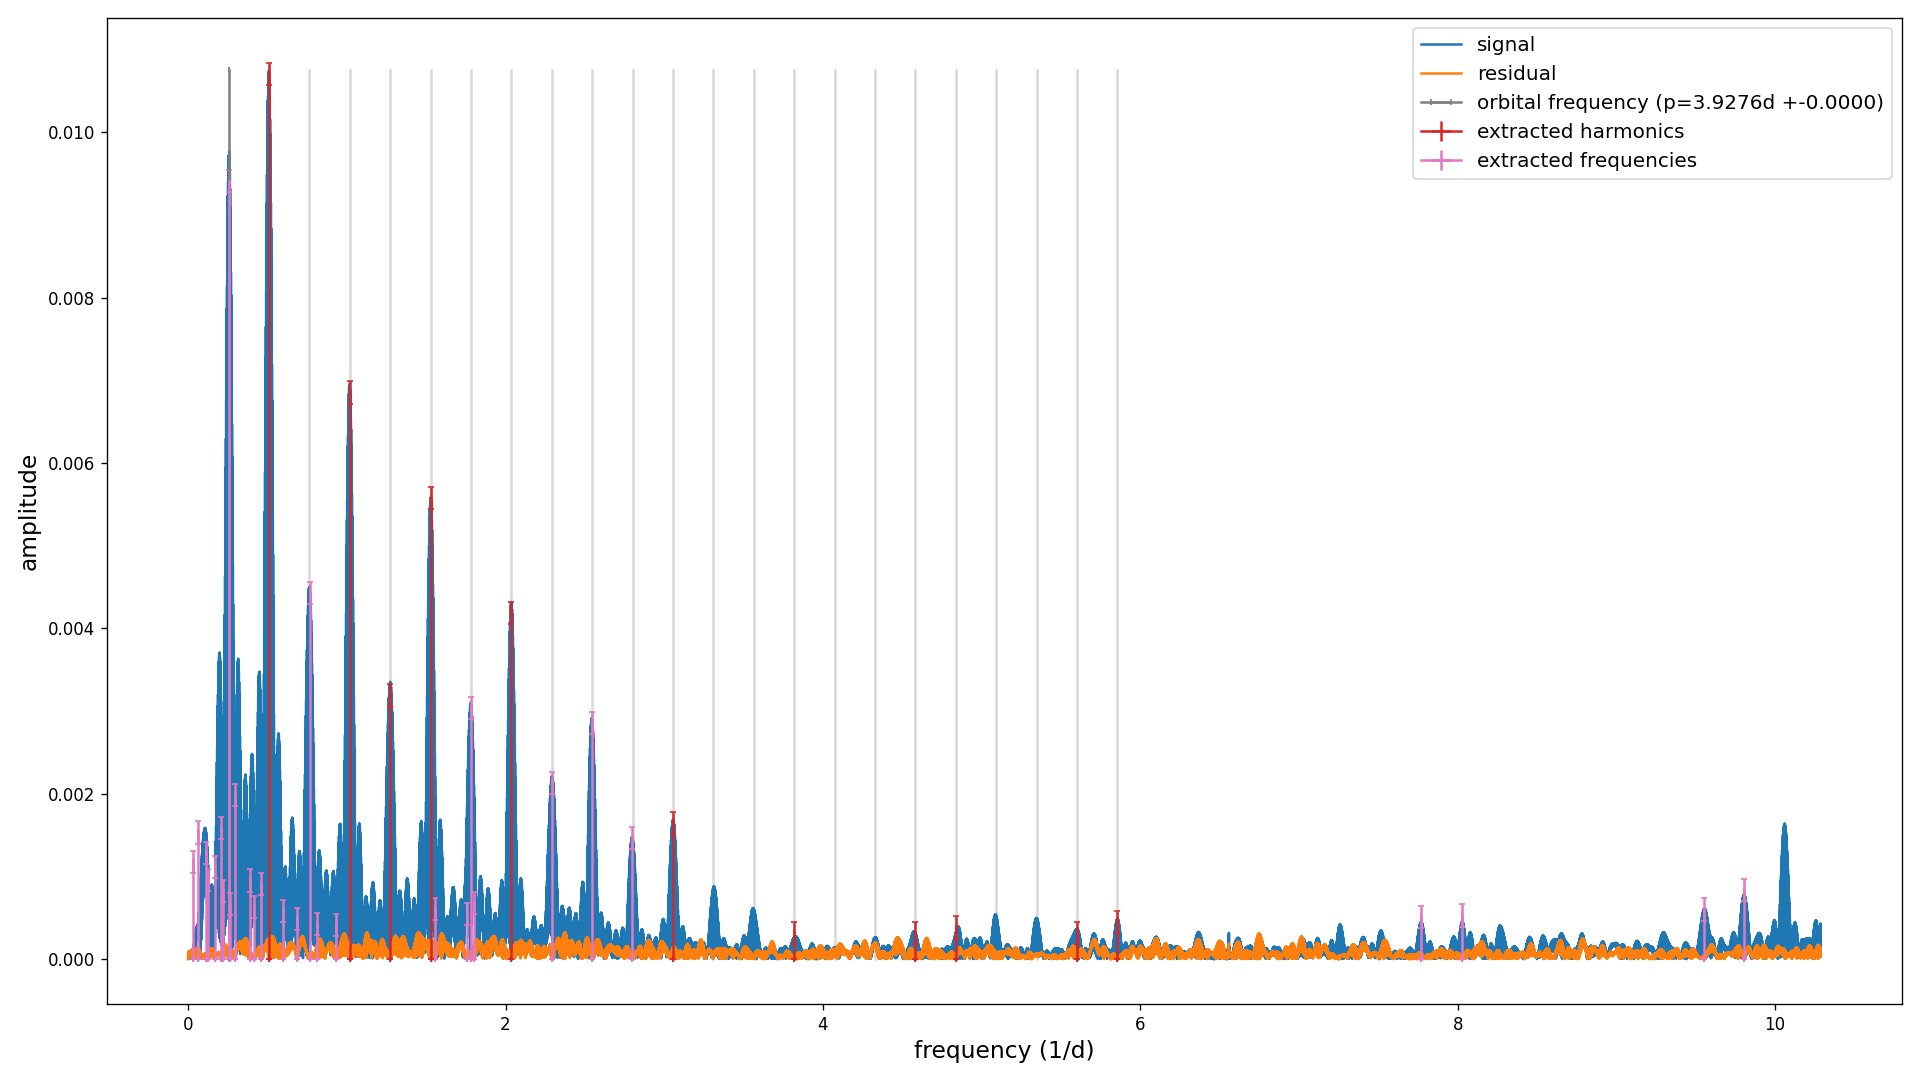 signal
residual
orbital frequency (p=3.9276d +-0.0000)
extracted harmonics
extracted frequencies
0.010
0.008
0.006
0.004
0.002
0.000
amplitude
0 2 4 6 8 10
frequency (1/d)